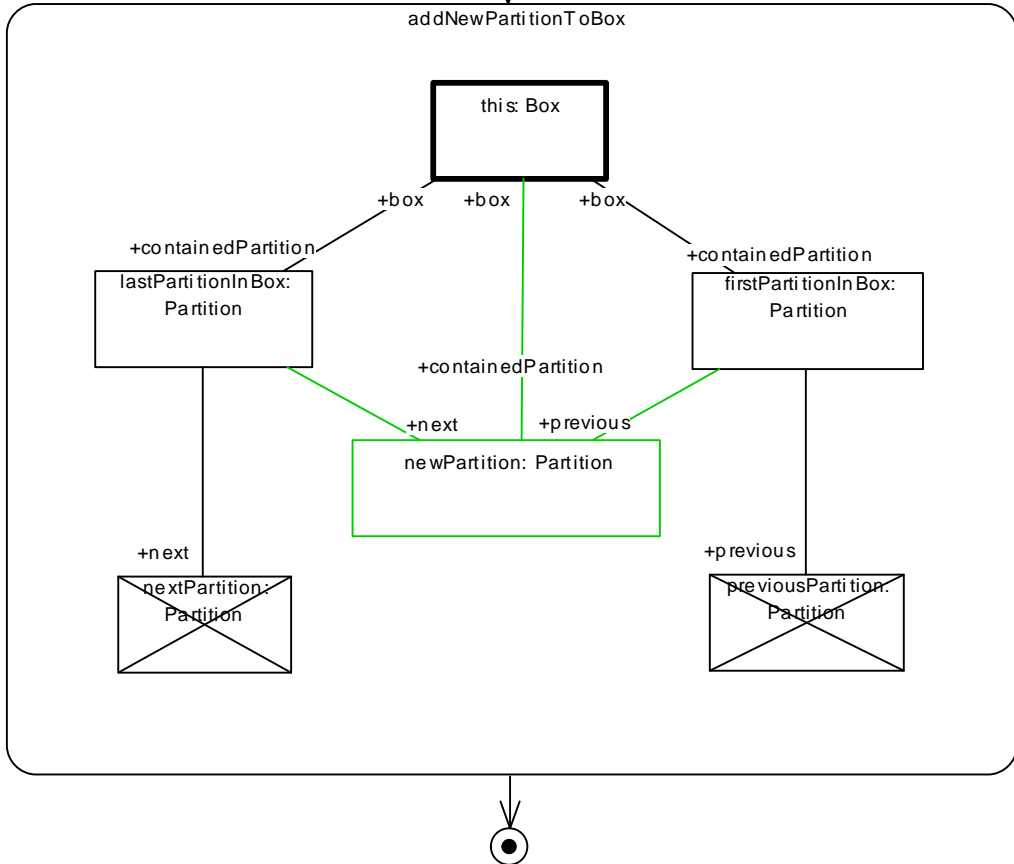 addNewPartitionToBox
this: Box
+box
+box
+box
+containedPartition
+containedPartition
lastPartitionInBox:
Partition
firstPartitionInBox:
Partition
+containedPartition
+next
+previous
newPartition: Partition
+next
+previous
nextPartition:
Partition
previousPartition:
Partition